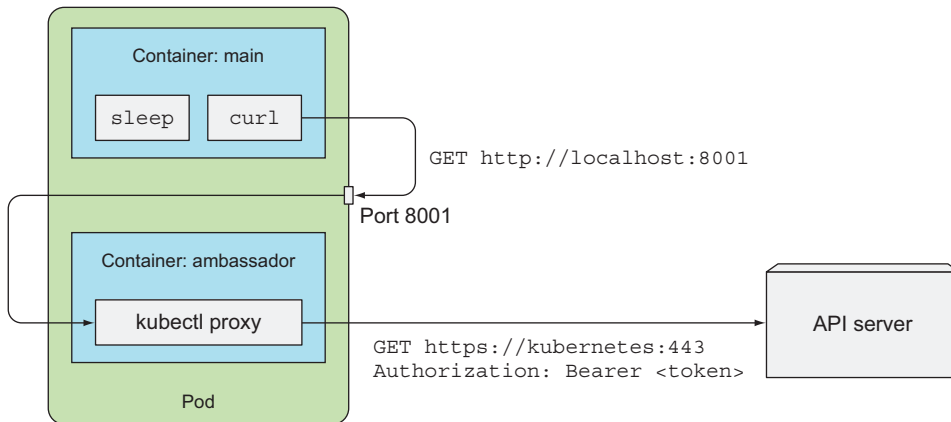 Container: main
sleep
curl
GET http://localhost:8001
Port 8001
Container: ambassador
kubectl proxy
API server
GET https://kubernetes:443
Authorization: Bearer <token>
Pod